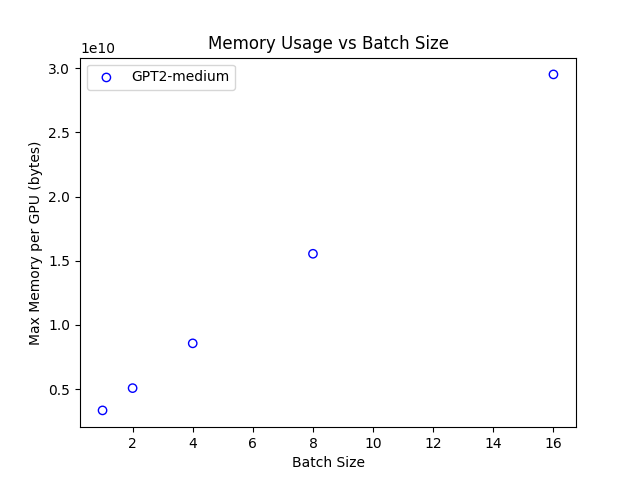 Memory Usage vs Batch Size
1e10
GPT2-medium
3.0
2.5
2.0
1.5
1.0
0.5
Max Memory per GPU (bytes)
2 4 6 8 10 12 14 16
Batch Size